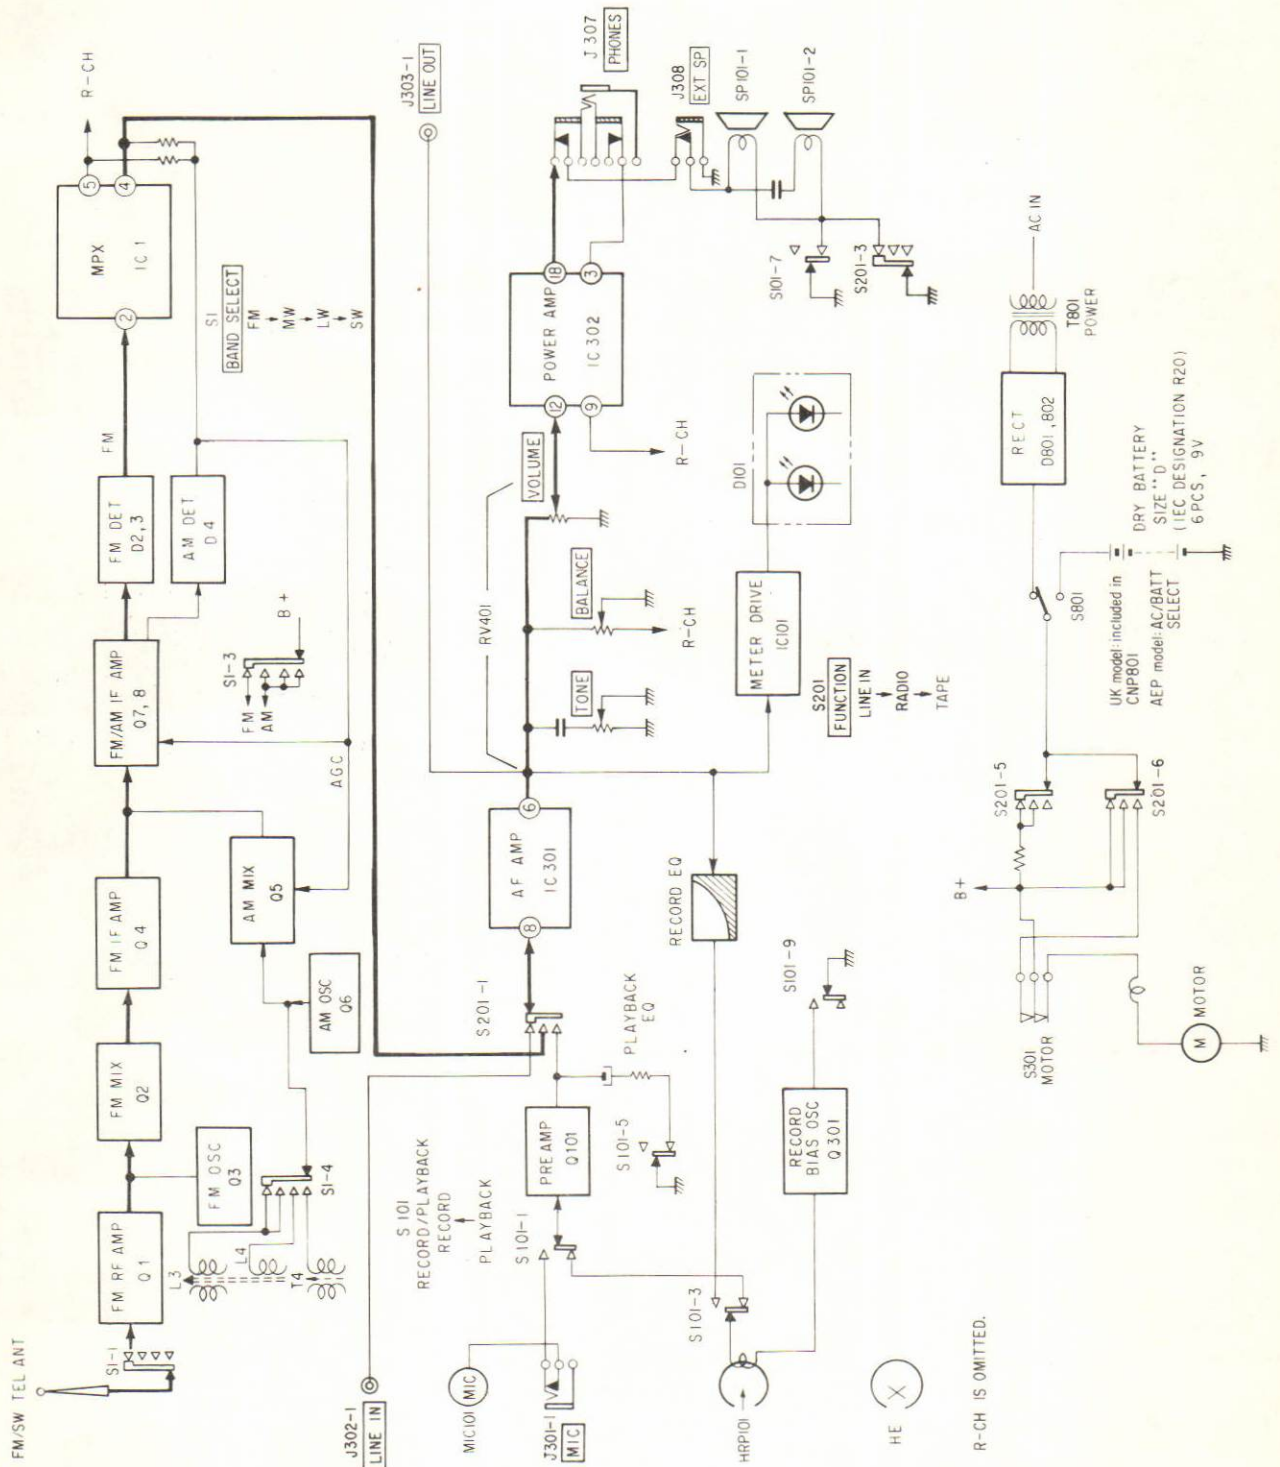 FM/SW TEL ANT
S1-1
FM RF AMP
Q1
FM MIX
Q2
FM IF AMP
Q4
FM/AM IF AMP
Q7, 8
FM DET
D2, 3
FM
2
MPX
IC 1
5
4
R-CH
FM OSC
Q3
L3
L4
T4
S1-4
AM OSC
Q6
AM MIX
Q5
AGC
S1-3
FM
AM
B+
AM DET
D4
S1
BAND SELECT
FM
MW
LW
SW
J302-1
LINE IN
J303-1
LINE OUT
S201-1
8
AF AMP
IC301
6
RV401
TONE
BALANCE
R-CH
VOLUME
12
9
POWER AMP
IC302
18
3
R-CH
J307
PHONES
J308
EXT SP
SP101-1
SP101-2
S101-7
S201-3
S101
RECORD/PLAYBACK
RECORD
PLAYBACK
MIC101
MIC
J301-1
MIC
S101-1
PREAMP
Q101
PLAYBACK
EQ
S101-5
RECORD EQ
METER DRIVE
IC101
D101
S201
FUNCTION
LINE IN
RADIO
TAPE
S101-3
HRP101
RECORD
BIAS OSC
Q301
S101-9
HE
S301
MOTOR
M
MOTOR
B+
S201-5
S201-6
S801
UK model: included in
CNP801
AEP model: AC/BATT
SELECT
DRY BATTERY
SIZE "D"
(IEC DESIGNATION R20)
6PCS, 9V
RECT
D801, 802
T801
POWER
AC IN
R-CH IS OMITTED.